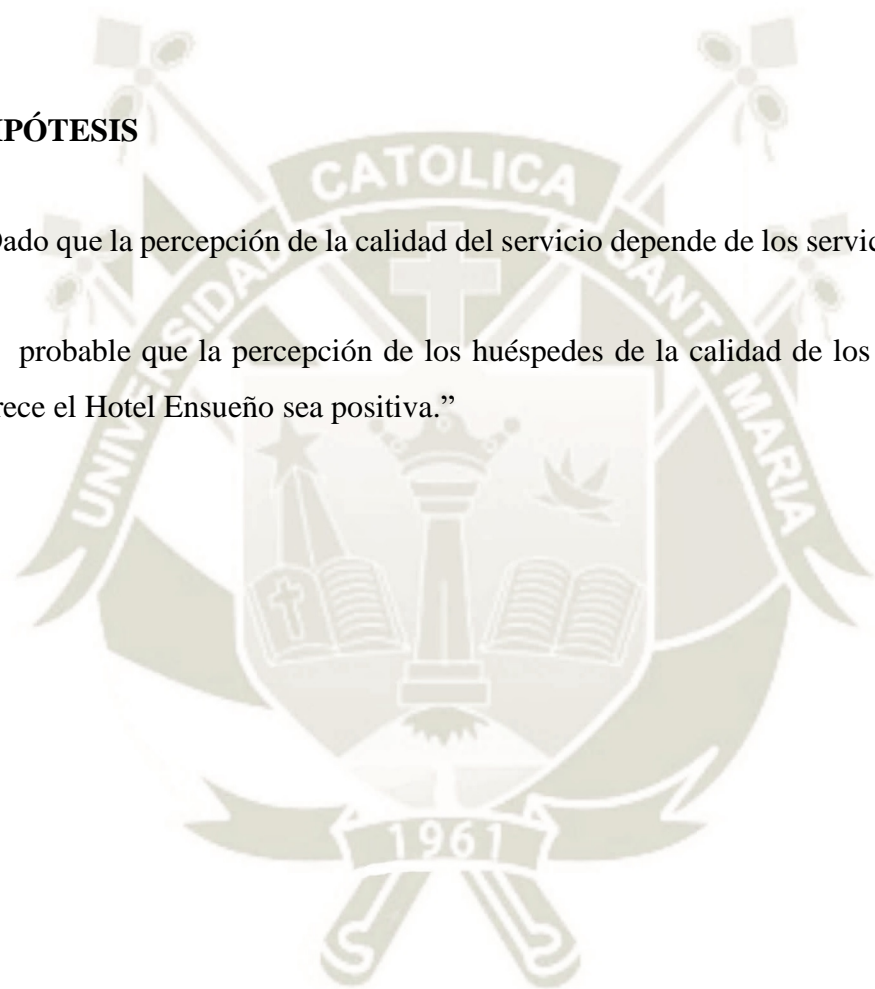 IPÓTESIS
ado que la percepción de la calidad del servicio depende de los servic
probable que la percepción de los huéspedes de la calidad de los
rece el Hotel Ensueño sea positiva.”
UNIVERSIDAD CATOLICA SANTA MARIA
1961